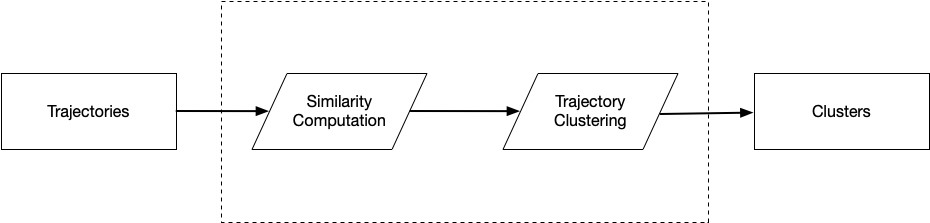 Trajectories
Similarity
Computation
Trajectory
Clustering
Clusters